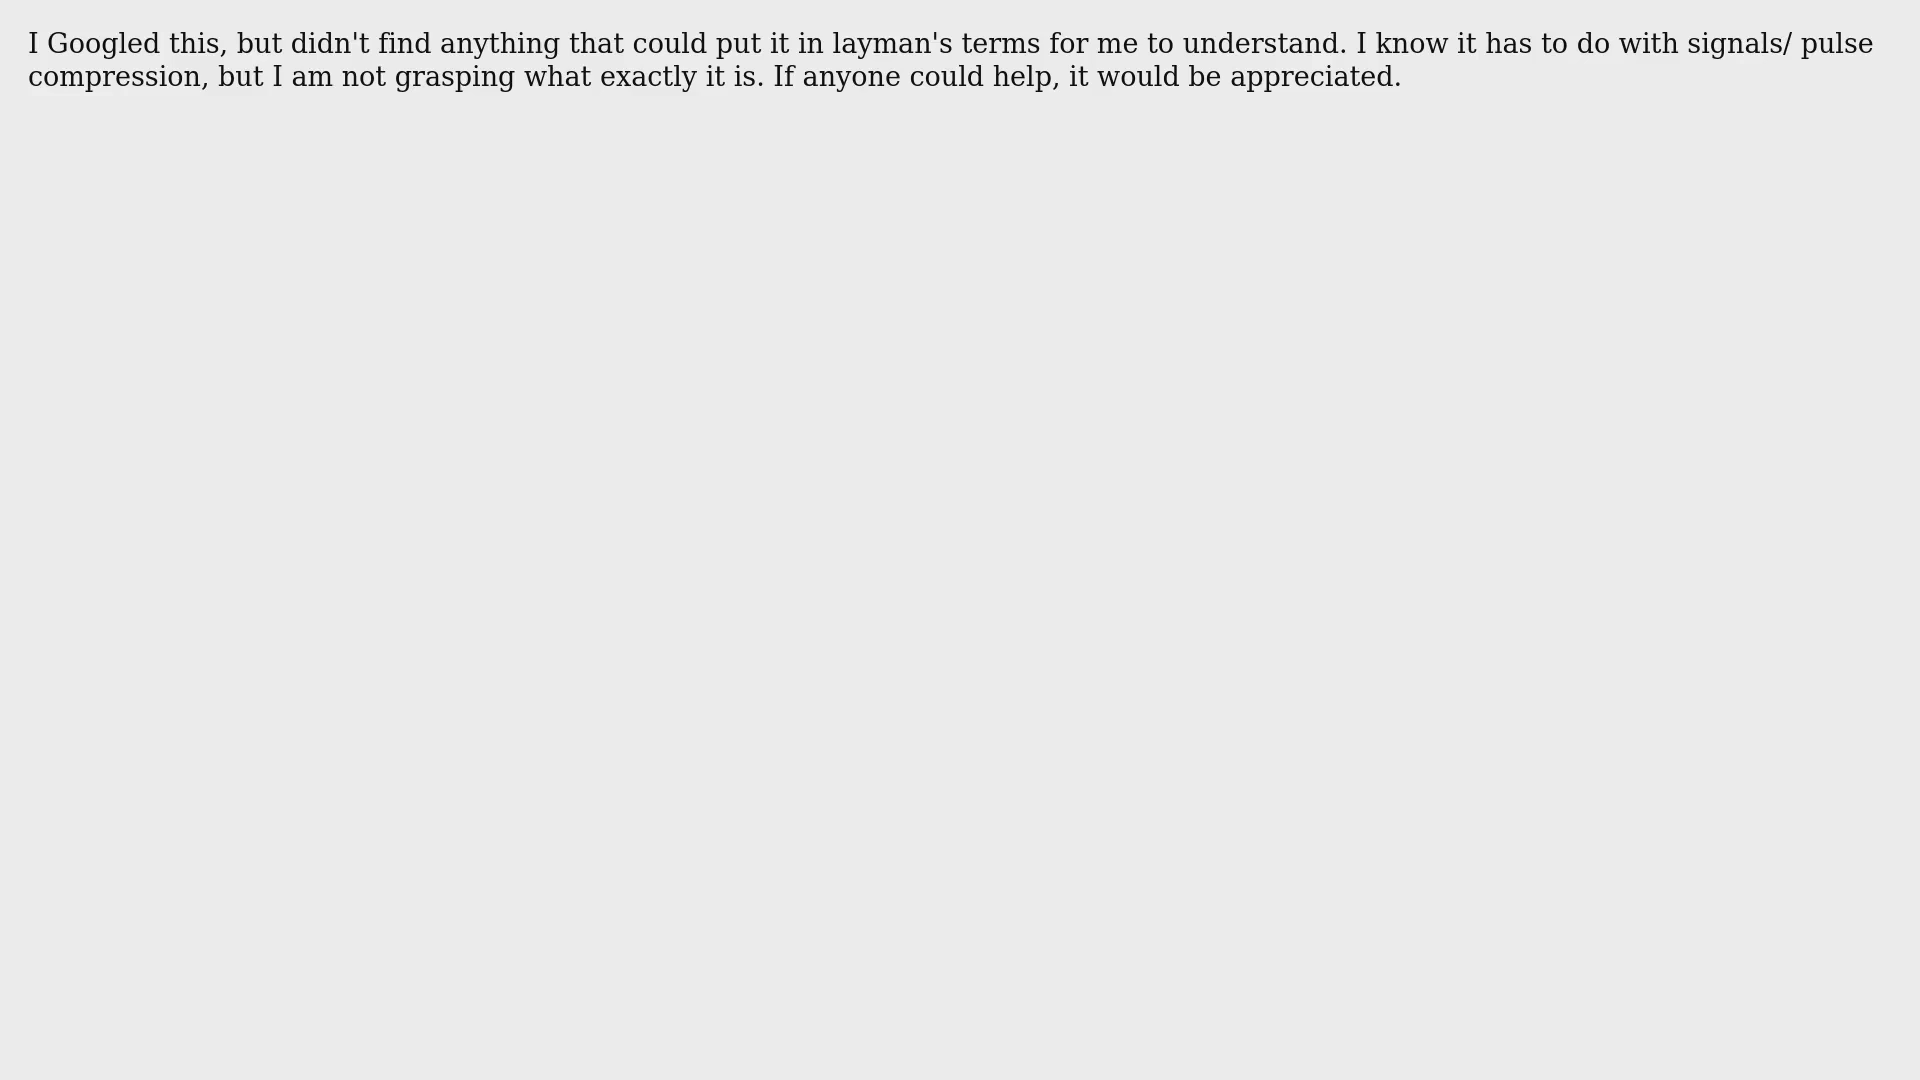 I Googled this, but didn't find anything that could put it in layman's terms for me to understand. I know it has to do with signals/ pulse
compression, but I am not grasping what exactly it is. If anyone could help, it would be appreciated.